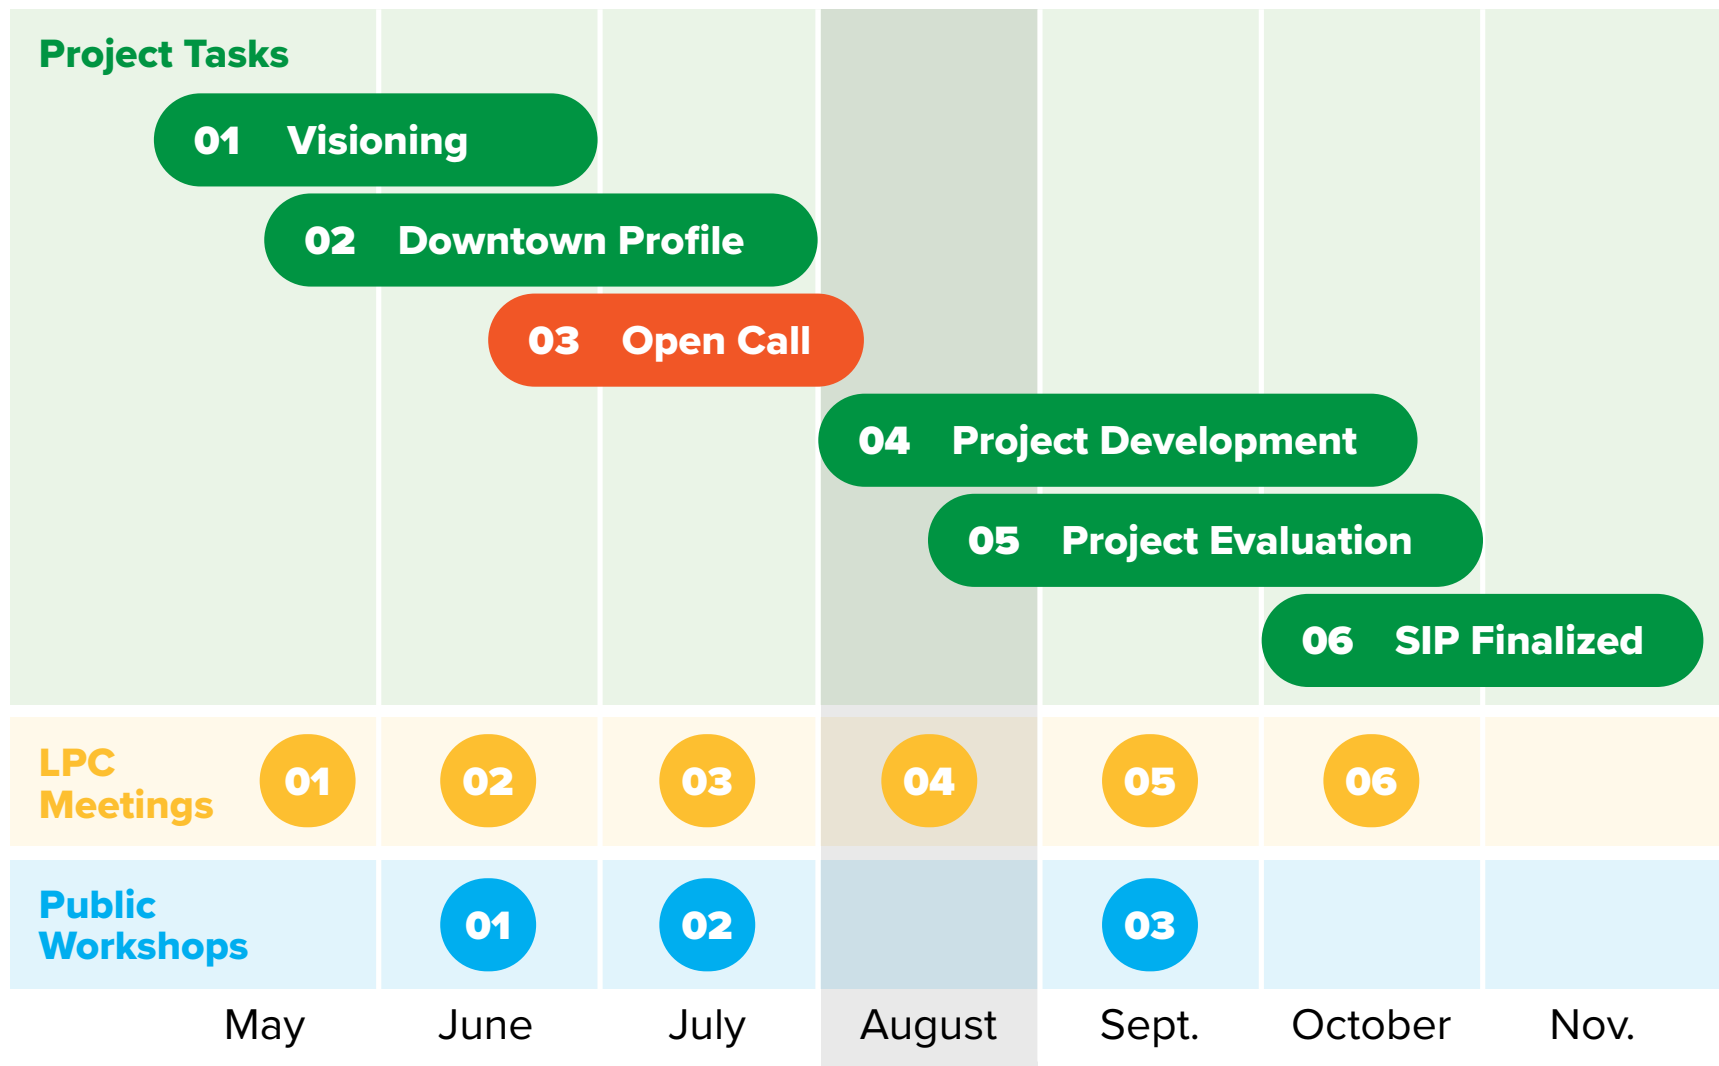 Project Tasks
01 Visioning
02 Downtown Profile
03 Open Call
04 Project Development
05 Project Evaluation
06 SIP Finalized
LPC
Meetings
01 02 03 04 05 06
Public
Workshops
01 02 03
May June July August Sept. October Nov.